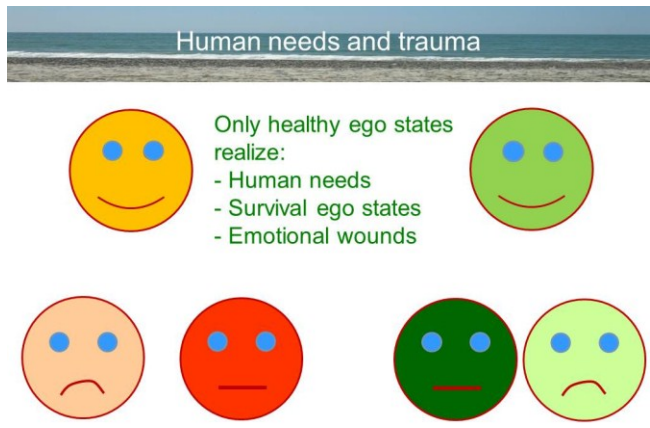 Human needs and trauma
Only healthy ego states
realize:
- Human needs
- Survival ego states
- Emotional wounds